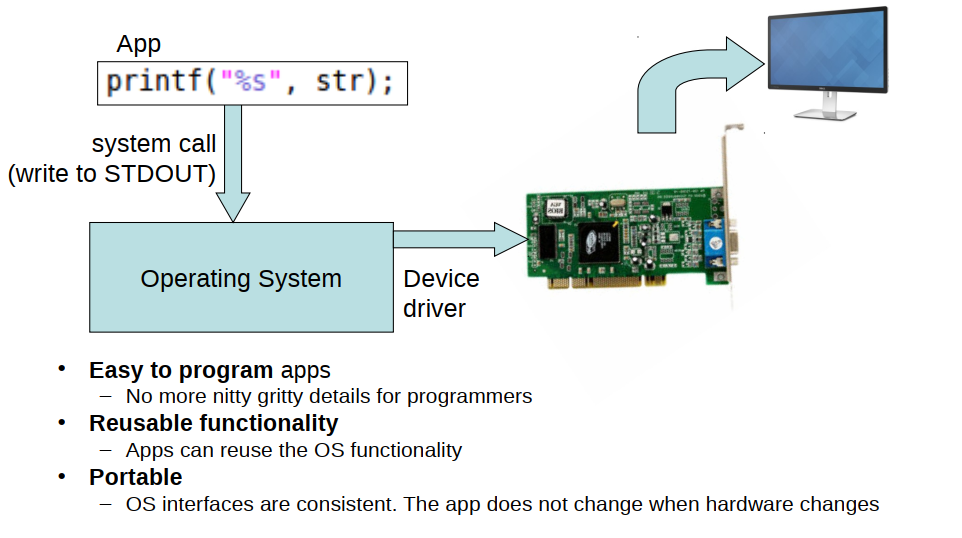 App
printf("%s", str);
system call
(write to STDOUT)
Operating System
Device
driver
• Easy to program apps
– No more nitty gritty details for programmers
• Reusable functionality
– Apps can reuse the OS functionality
• Portable
– OS interfaces are consistent. The app does not change when hardware changes